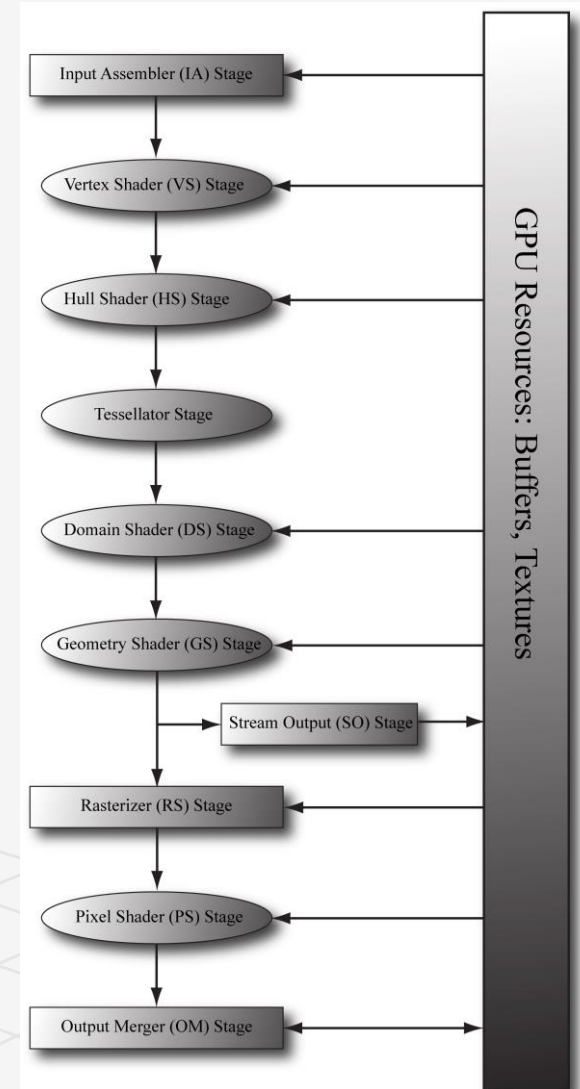 Input Assembler (IA) Stage
Vertex Shader (VS) Stage
Hull Shader (HS) Stage
Tessellator Stage
Domain Shader (DS) Stage
Geometry Shader (GS) Stage
Stream Output (SO) Stage
Rasterizer (RS) Stage
Pixel Shader (PS) Stage
Output Merger (OM) Stage
GPU Resources: Buffers, Textures